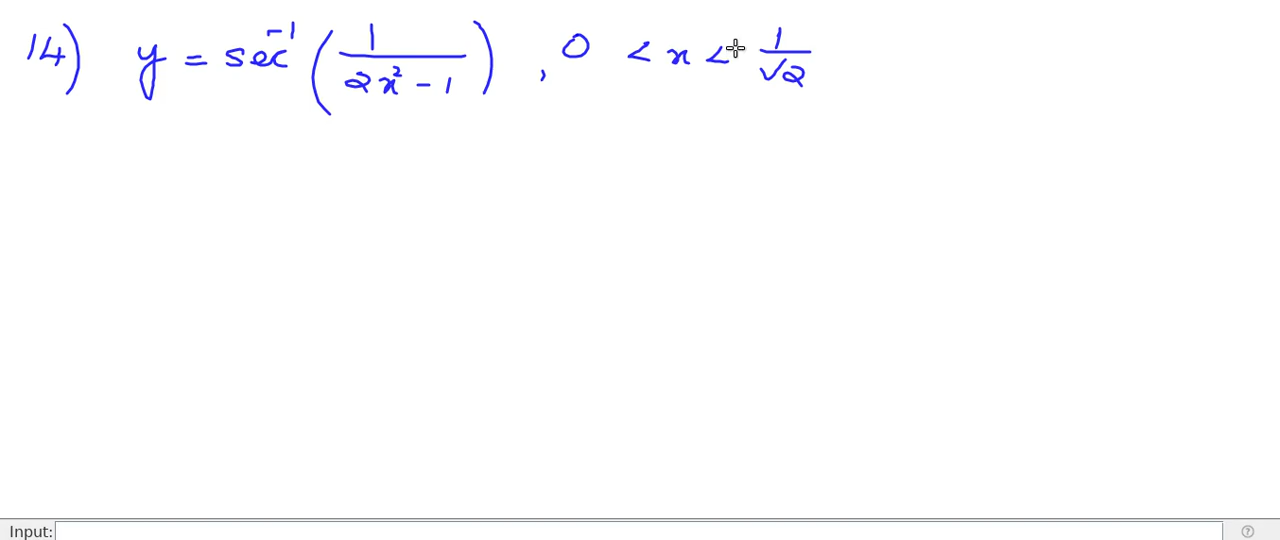 14) y = sec⁻¹ ( 1 / (2x² - 1) ) , 0 < x < 1/√2
Input: